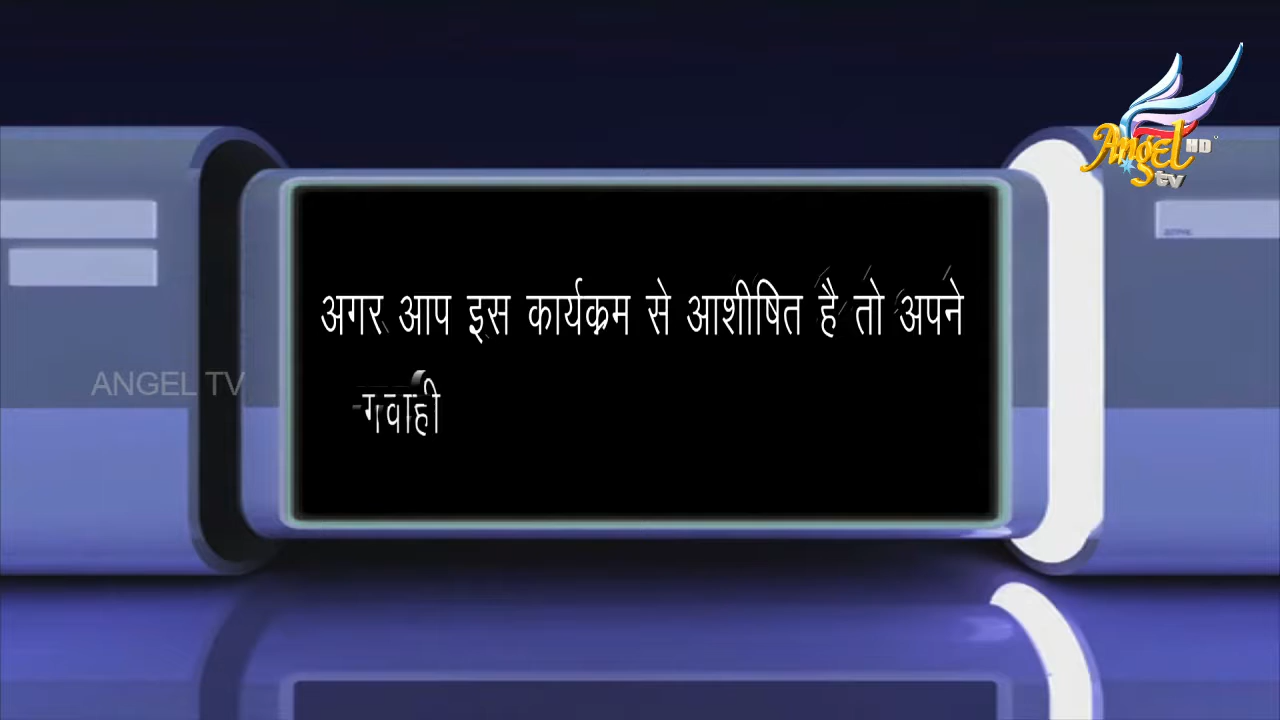 Angel HD
tv
अगर आप इस कार्यक्रम से आशीषित है तो अपने
ANGEL TV
गवाही